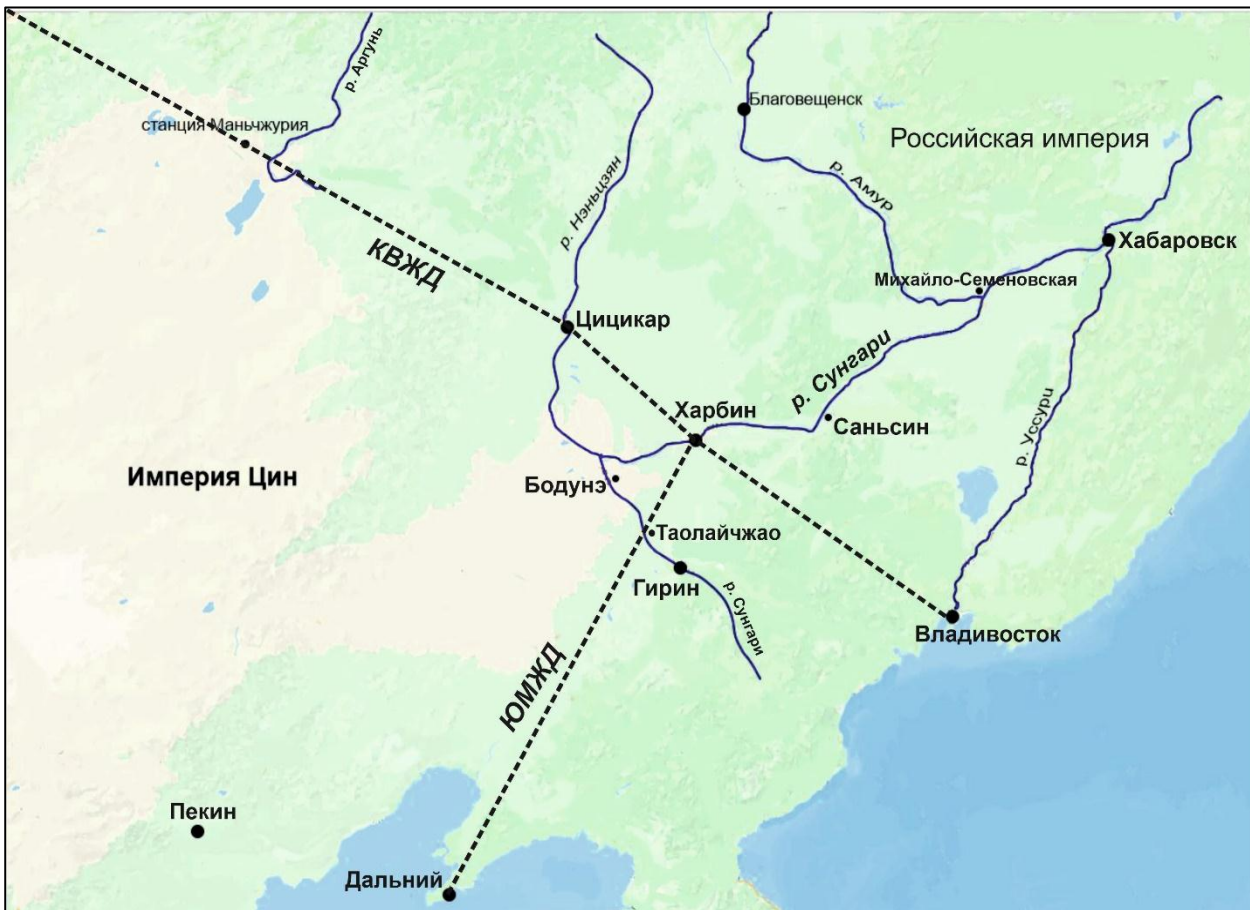 р. Аргунь
станция Маньчжурия
Благовещенск
Российская империя
р. Нэньцзян
р. Амур
Хабаровск
КВЖД
Михайло-Семеновская
Цицикар
р. Сунгари
Харбин
Саньсин
р. Уссури
Империя Цин
Бодунэ
Таолайчжао
Гирин
р. Сунгари
Владивосток
ЮМЖД
Пекин
Дальний